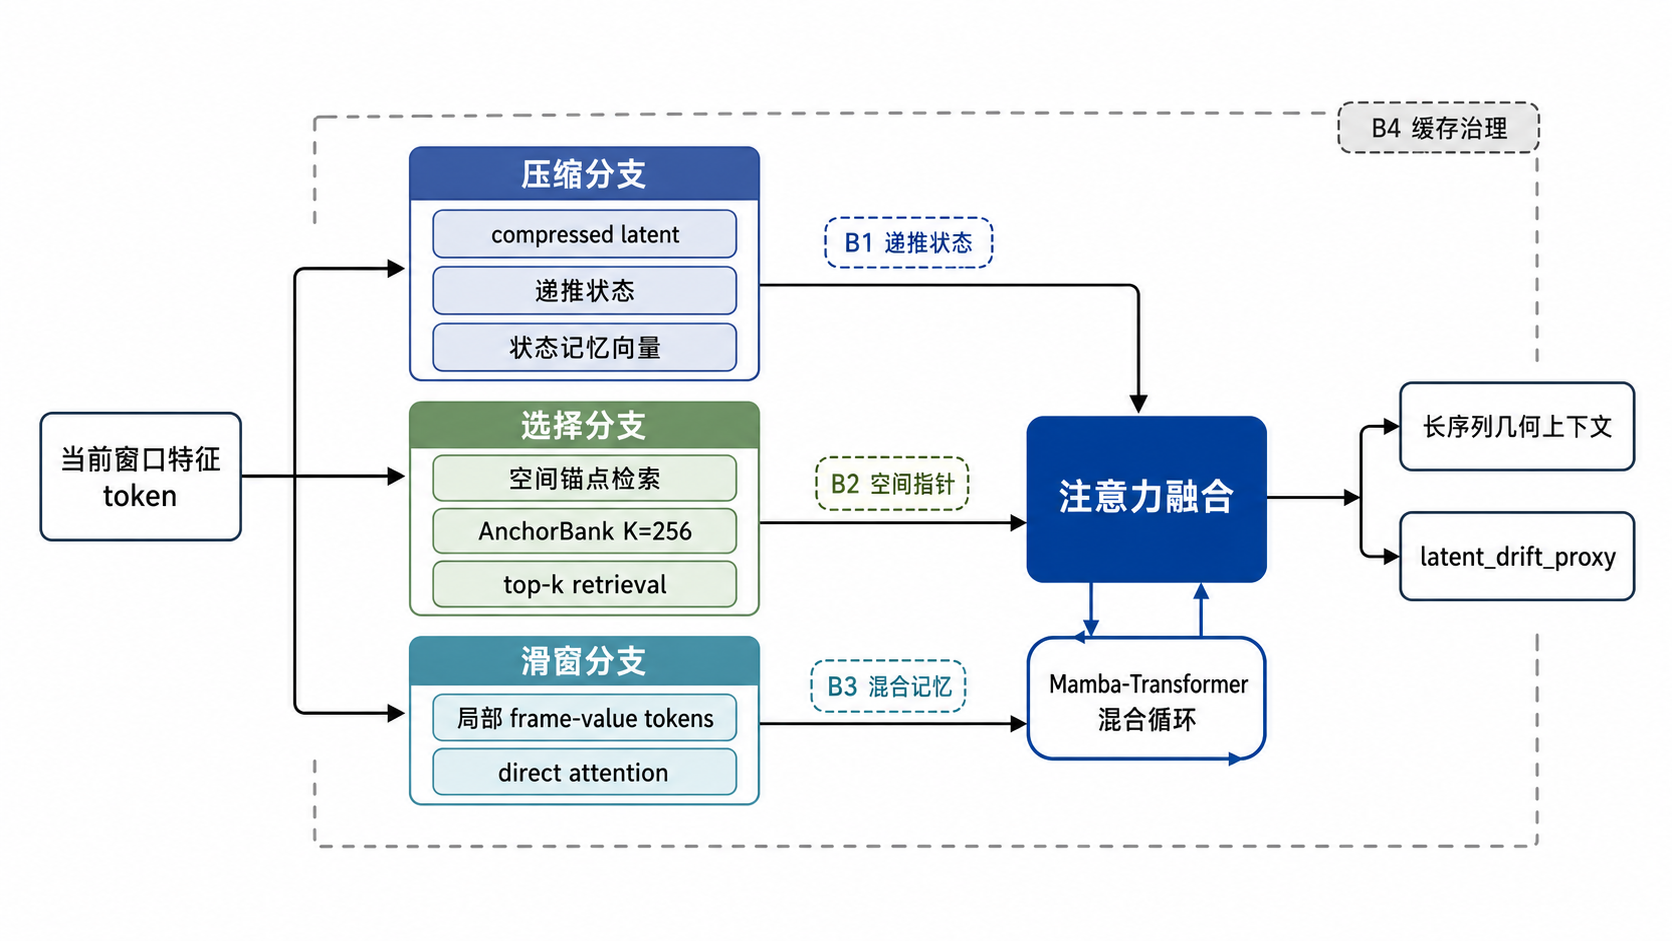 B4 缓存治理
压缩分支
compressed latent
递推状态
状态记忆向量
B1 递推状态
当前窗口特征
token
选择分支
空间锚点检索
AnchorBank K=256
top-k retrieval
B2 空间指针
滑窗分支
局部 frame-value tokens
direct attention
B3 混合记忆
注意力融合
Mamba-Transformer
混合循环
长序列几何上下文
latent_drift_proxy